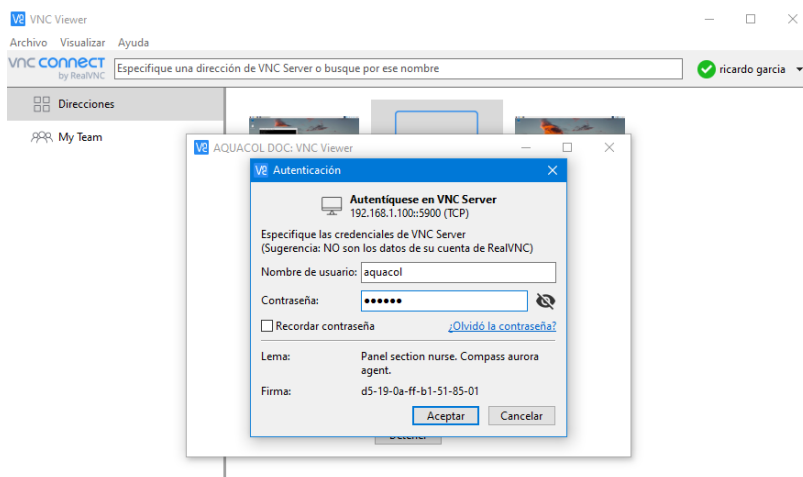 VNC Viewer
Archivo Visualizar Ayuda
vnc connect
by RealVNC
Especifique una dirección de VNC Server o busque por ese nombre
ricardo garcia
Direcciones
My Team
AQUACOL DOC: VNC Viewer
Autenticación
Autentíquese en VNC Server
192.168.1.100::5900 (TCP)
Especifique las credenciales de VNC Server
(Sugerencia: NO son los datos de su cuenta de RealVNC)
Nombre de usuario: aquacol
Contraseña: ••••••
Recordar contraseña ¿Olvidó la contraseña?
Lema: Panel section nurse. Compass aurora
agent.
Firma: d5-19-0a-ff-b1-51-85-01
Aceptar Cancelar